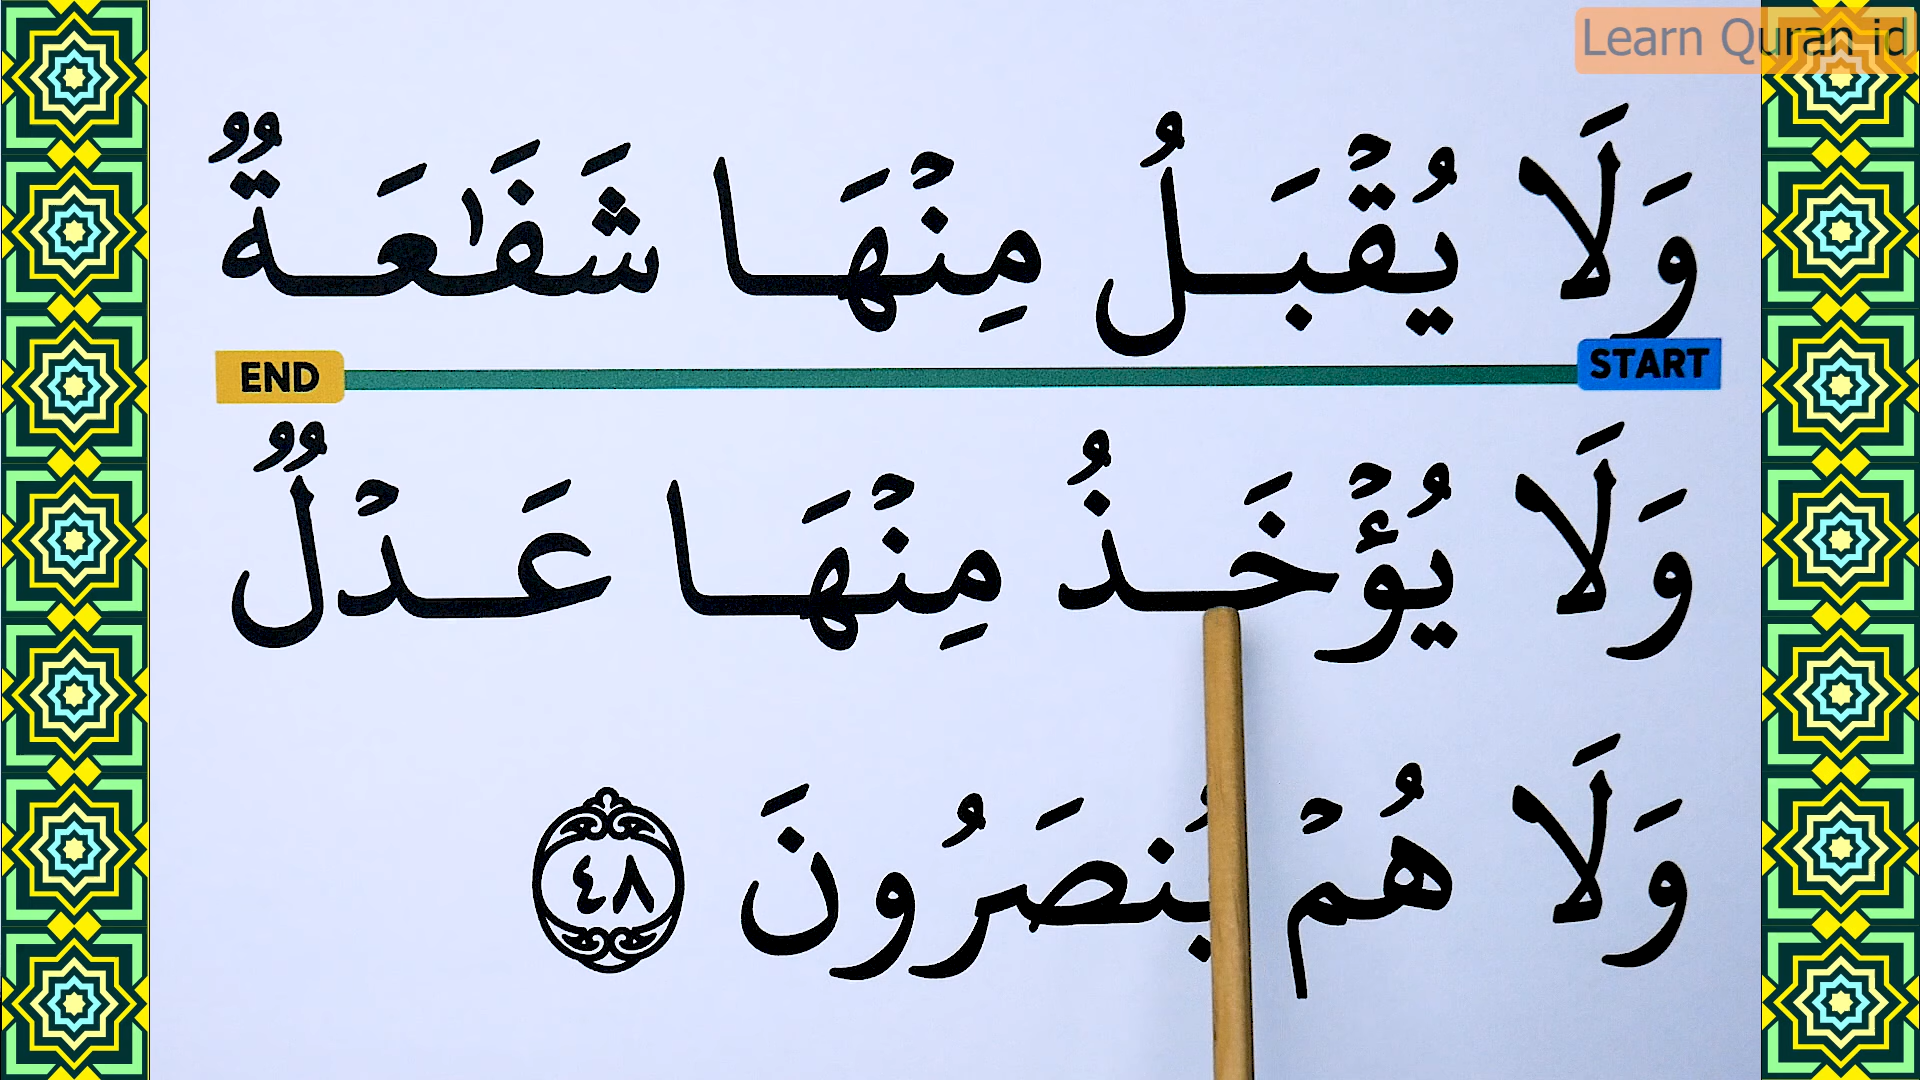 Learn Quran id
وَلَا يُقْبَلُ مِنْهَا شَفَٰعَةٌ
START END
وَلَا يُؤْخَذُ مِنْهَا عَدْلٌ
وَلَا هُمْ يُنصَرُونَ ٤٨